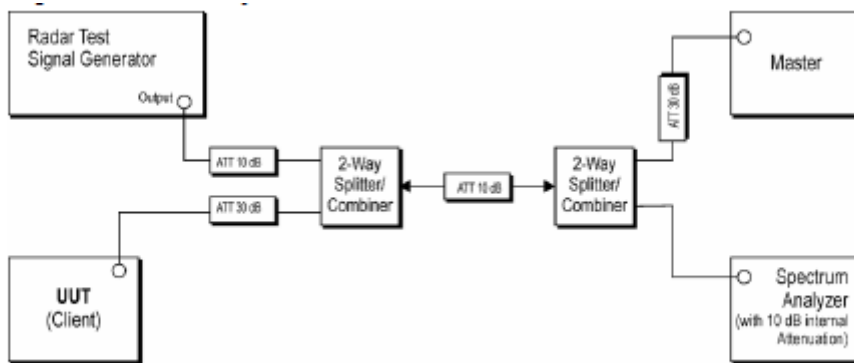 Radar Test
Signal Generator
Output
ATT 10 dB
ATT 30 dB
UUT
(Client)
2-Way
Splitter/
Combiner
ATT 10 dB
2-Way
Splitter/
Combiner
ATT 30 dB
Master
Spectrum
Analyzer
(with 10 dB internal
Attenuation)